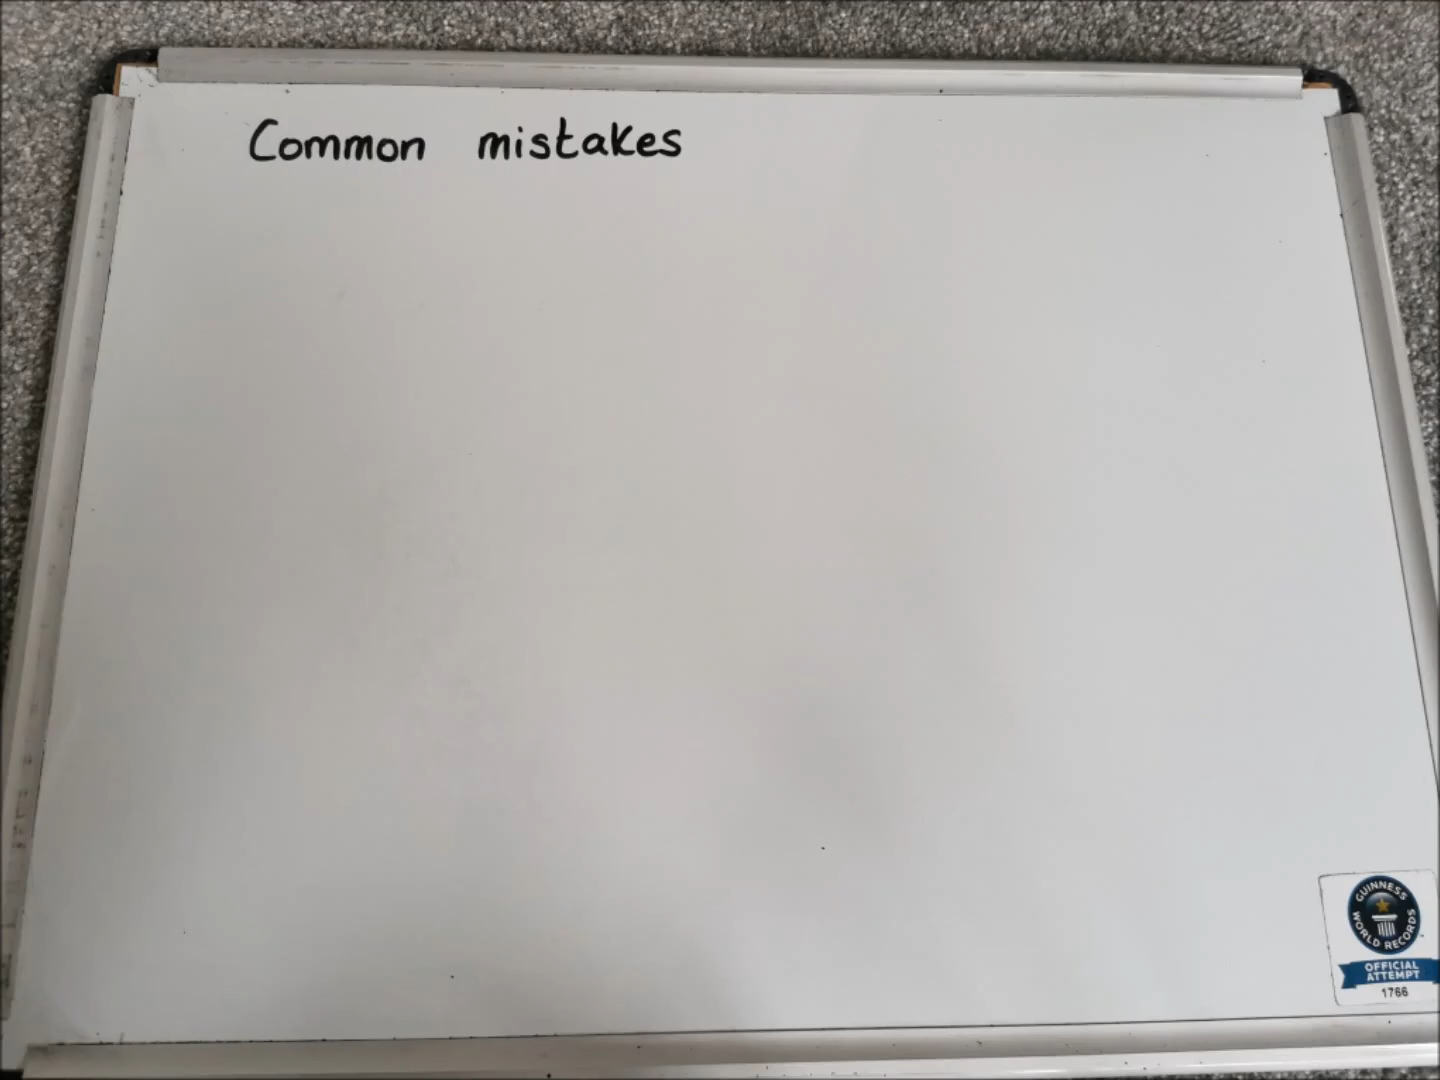 Common mistakes
GUINNESS
WORLD RECORDS
OFFICIAL
ATTEMPT
1766